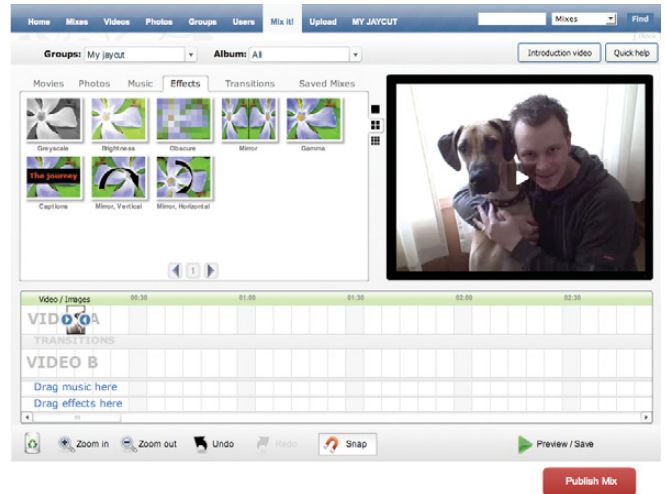 Home Mixes Videos Photos Groups Users Mix it! Upload MY JAYCUT Mixes Find
Groups: My jaycut Album: All Introduction video Quick help
Movies Photos Music Effects Transitions Saved Mixes
Greyscale Brightness Obscure Mirror Gamma
The journey
Captions Mirror, Vertical Mirror, Horizontal
1
Video / Images 00:30 01:00 01:30 02:00 02:30
VIDEO A
TRANSITIONS
VIDEO B
Drag music here
Drag effects here
Zoom in Zoom out Undo Redo Snap Preview / Save
Publish Mix